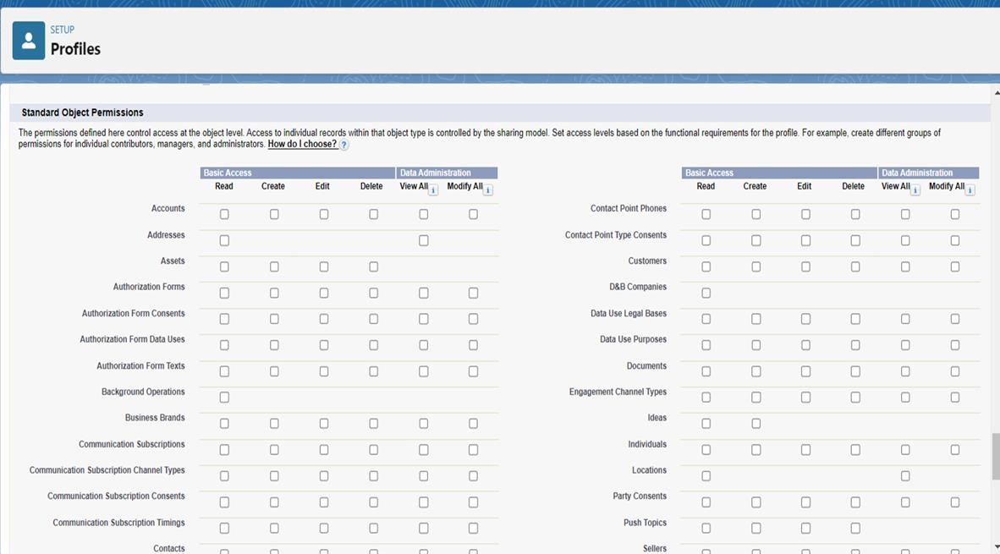 SETUP
Profiles
Standard Object Permissions
The permissions defined here control access at the object level. Access to individual records within that object type is controlled by the sharing model. Set access levels based on the functional requirements for the profile. For example, create different groups of
permissions for individual contributors, managers, and administrators. How do I choose? ?
Basic Access Data Administration
Read Create Edit Delete View All i Modify All i
Accounts
Addresses
Assets
Authorization Forms
Authorization Form Consents
Authorization Form Data Uses
Authorization Form Texts
Background Operations
Business Brands
Communication Subscriptions
Communication Subscription Channel Types
Communication Subscription Consents
Communication Subscription Timings
Contacts
Basic Access Data Administration
Read Create Edit Delete View All i Modify All i
Contact Point Phones
Contact Point Type Consents
Customers
D&B Companies
Data Use Legal Bases
Data Use Purposes
Documents
Engagement Channel Types
Ideas
Individuals
Locations
Party Consents
Push Topics
Sellers